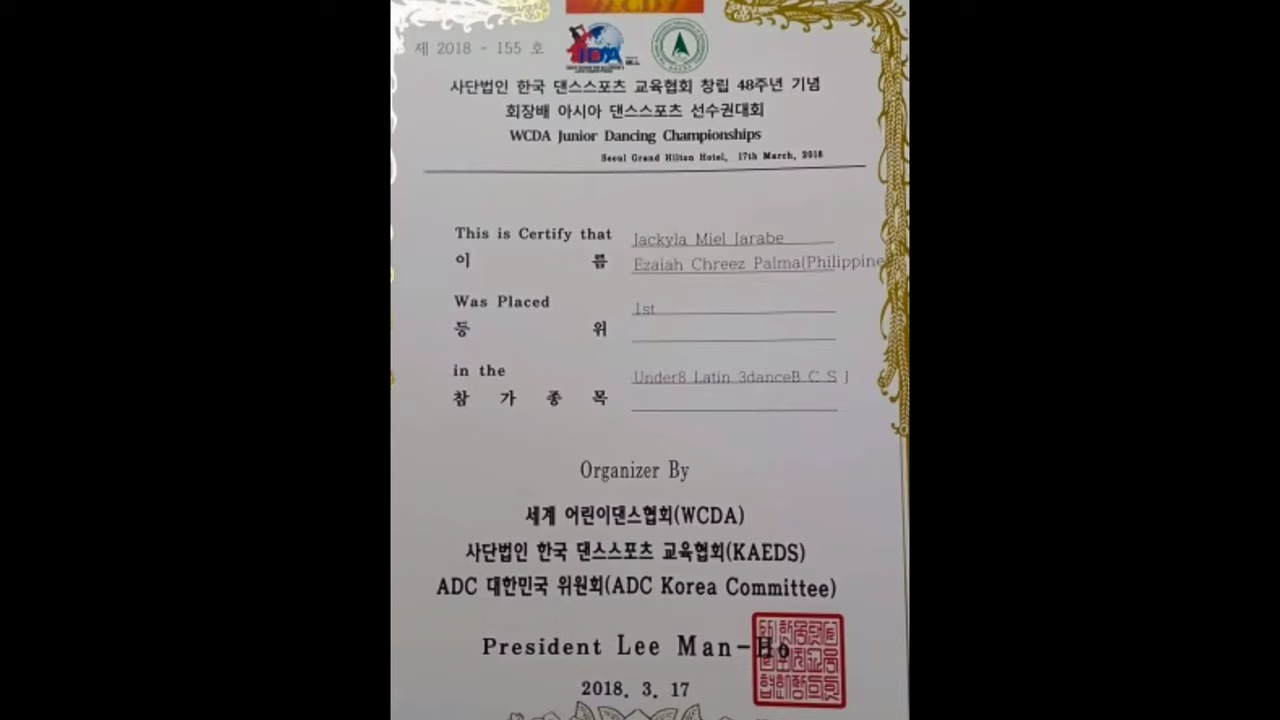 제 2018 - 155 호
사단법인 한국 댄스스포츠 교육협회 창립 48주년 기념
회장배 아시아 댄스스포츠 선수권대회
WCDA Junior Dancing Championships
Seoul Grand Hilton Hotel, 17th March, 2018
This is Certify that Jackyla Miel Jarabe
이 름 Ezaiah Chreez Palma(Philippine
Was Placed 1st
등 위
in the Under8 Latin 3danceB C S J
참 가 종 목
Organizer By
세계 어린이댄스협회(WCDA)
사단법인 한국 댄스스포츠 교육협회(KAEDS)
ADC 대한민국 위원회(ADC Korea Committee)
President Lee Man-Ho
2018. 3. 17